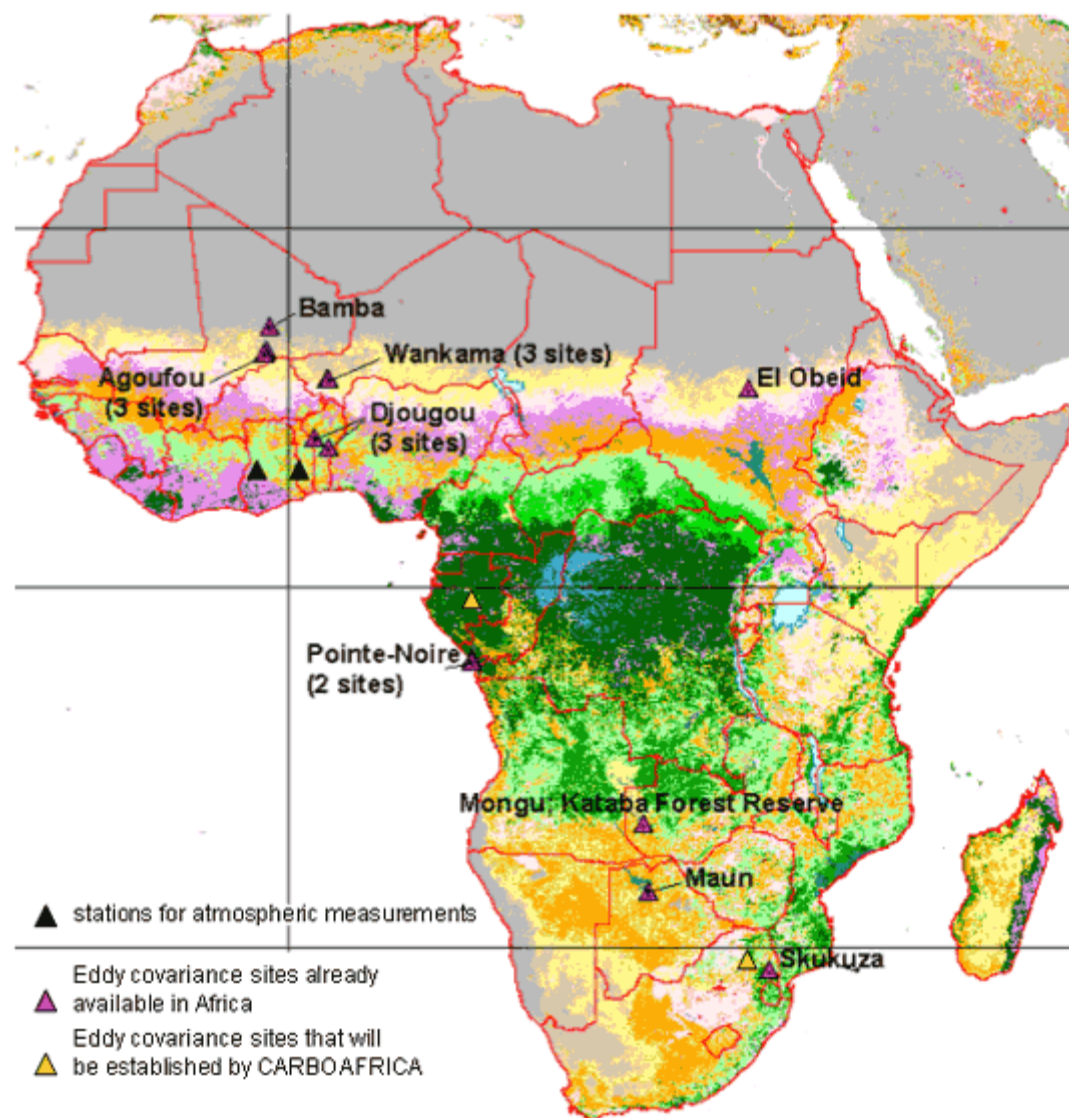 Bamba
Wankama (3 sites)
Agoufou
(3 sites)
El Obeid
Djougou
(3 sites)
Pointe-Noire
(2 sites)
Mongu: Kataba Forest Reserve
Maun
Skukuza
stations for atmospheric measurements
Eddy covariance sites already
available in Africa
Eddy covariance sites that will
be established by CARBOAFRICA